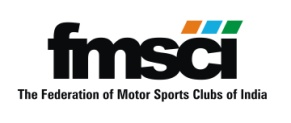 fmsci
The Federation of Motor Sports Clubs of India